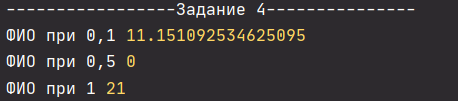 -----------------Задание 4---------------
ФИО при 0,1 11.151092534625095
ФИО при 0,5 0
ФИО при 1 21